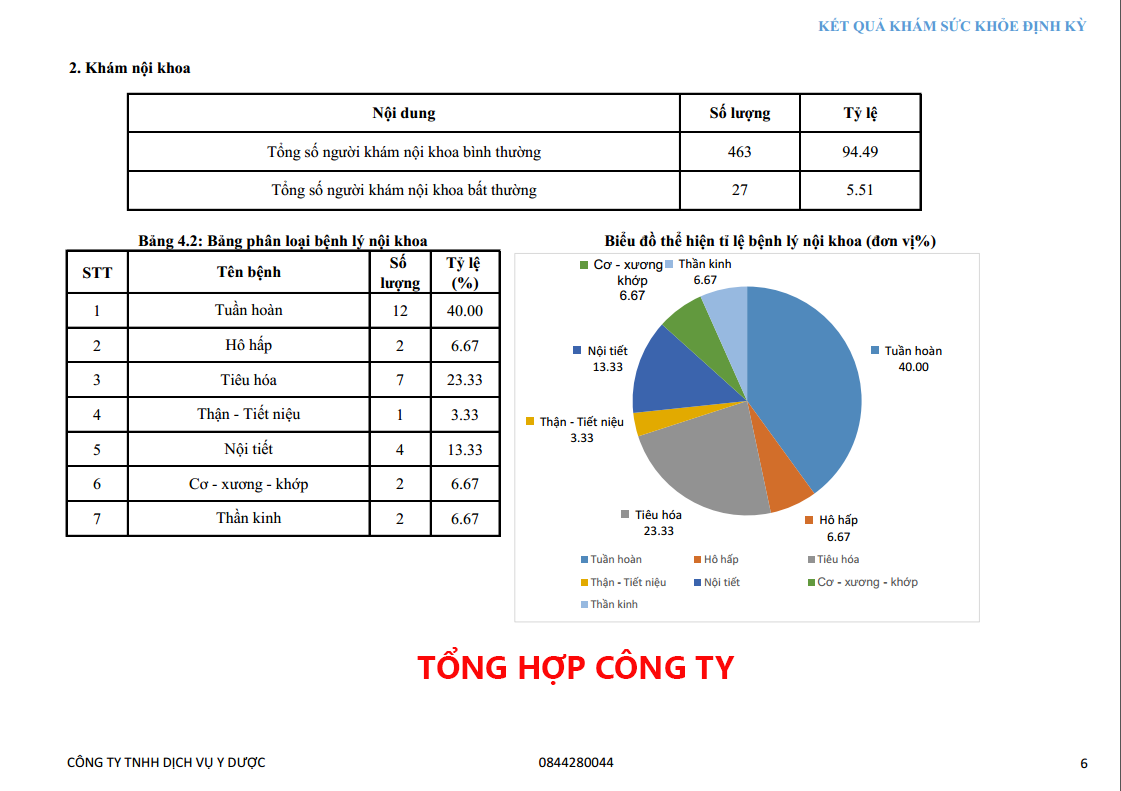 KẾT QUẢ KHÁM SỨC KHỎE ĐỊNH KỲ
2. Khám nội khoa
Nội dung Số lượng Tỷ lệ
Tổng số người khám nội khoa bình thường 463 94.49
Tổng số người khám nội khoa bất thường 27 5.51
Bảng 4.2: Bảng phân loại bệnh lý nội khoa
STT Tên bệnh Số lượng Tỷ lệ (%)
1 Tuần hoàn 12 40.00
2 Hô hấp 2 6.67
3 Tiêu hóa 7 23.33
4 Thận - Tiết niệu 1 3.33
5 Nội tiết 4 13.33
6 Cơ - xương - khớp 2 6.67
7 Thần kinh 2 6.67
Biểu đồ thể hiện tỉ lệ bệnh lý nội khoa (đơn vị%)
Cơ - xương
khớp
6.67
Thần kinh
6.67
Nội tiết
13.33
Tuần hoàn
40.00
Thận - Tiết niệu
3.33
Tiêu hóa
23.33
Hô hấp
6.67
Tuần hoàn Hô hấp Tiêu hóa
Thận - Tiết niệu Nội tiết Cơ - xương - khớp
Thần kinh
TỔNG HỢP CÔNG TY
CÔNG TY TNHH DỊCH VỤ Y DƯỢC 0844280044 6